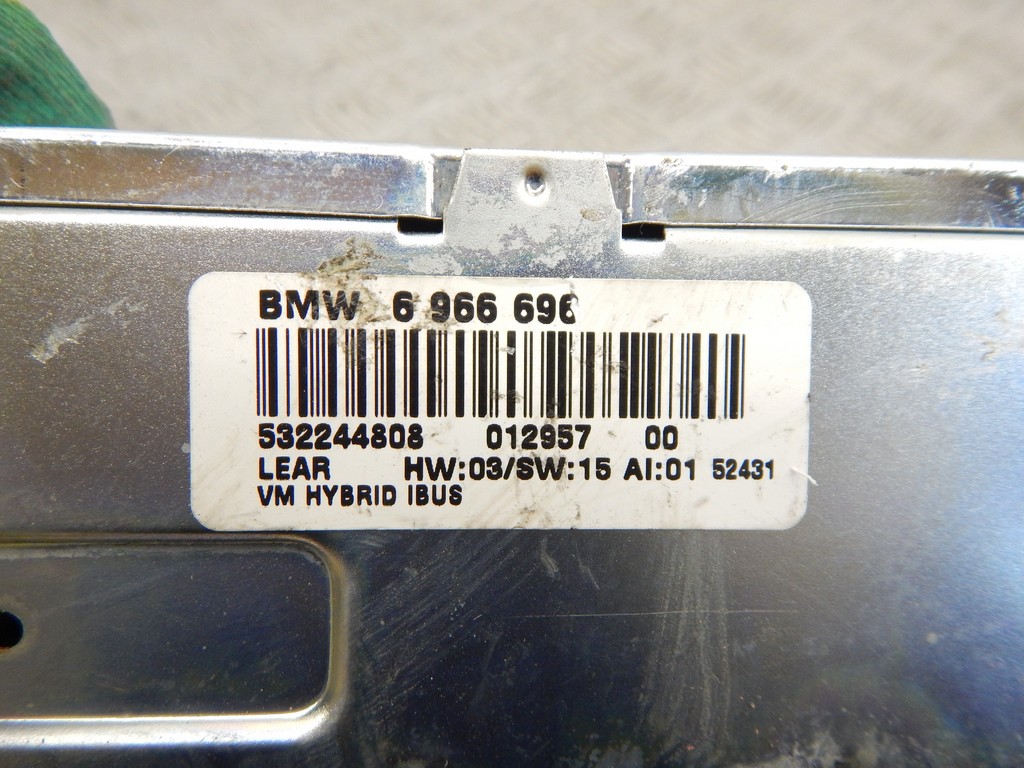 BMW 6 966 696
532244808 012957 00
LEAR HW:03/SW:15 AI:01 52431
VM HYBRID IBUS